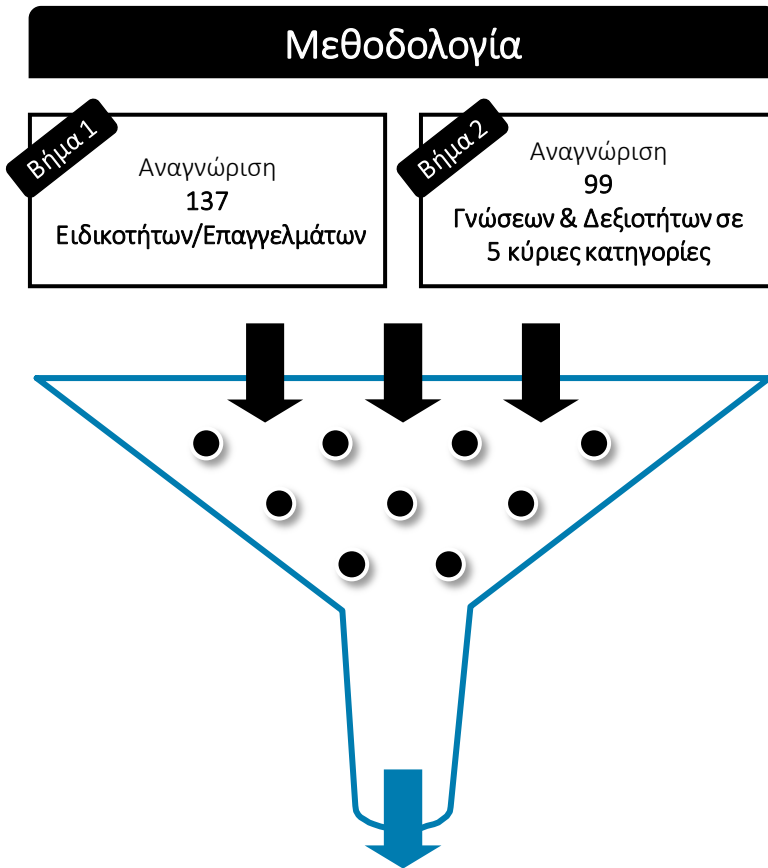 Μεθοδολογία
Βήμα 1
Αναγνώριση
137
Ειδικοτήτων/Επαγγελμάτων
Βήμα 2
Αναγνώριση
99
Γνώσεων & Δεξιοτήτων σε
5 κύριες κατηγορίες